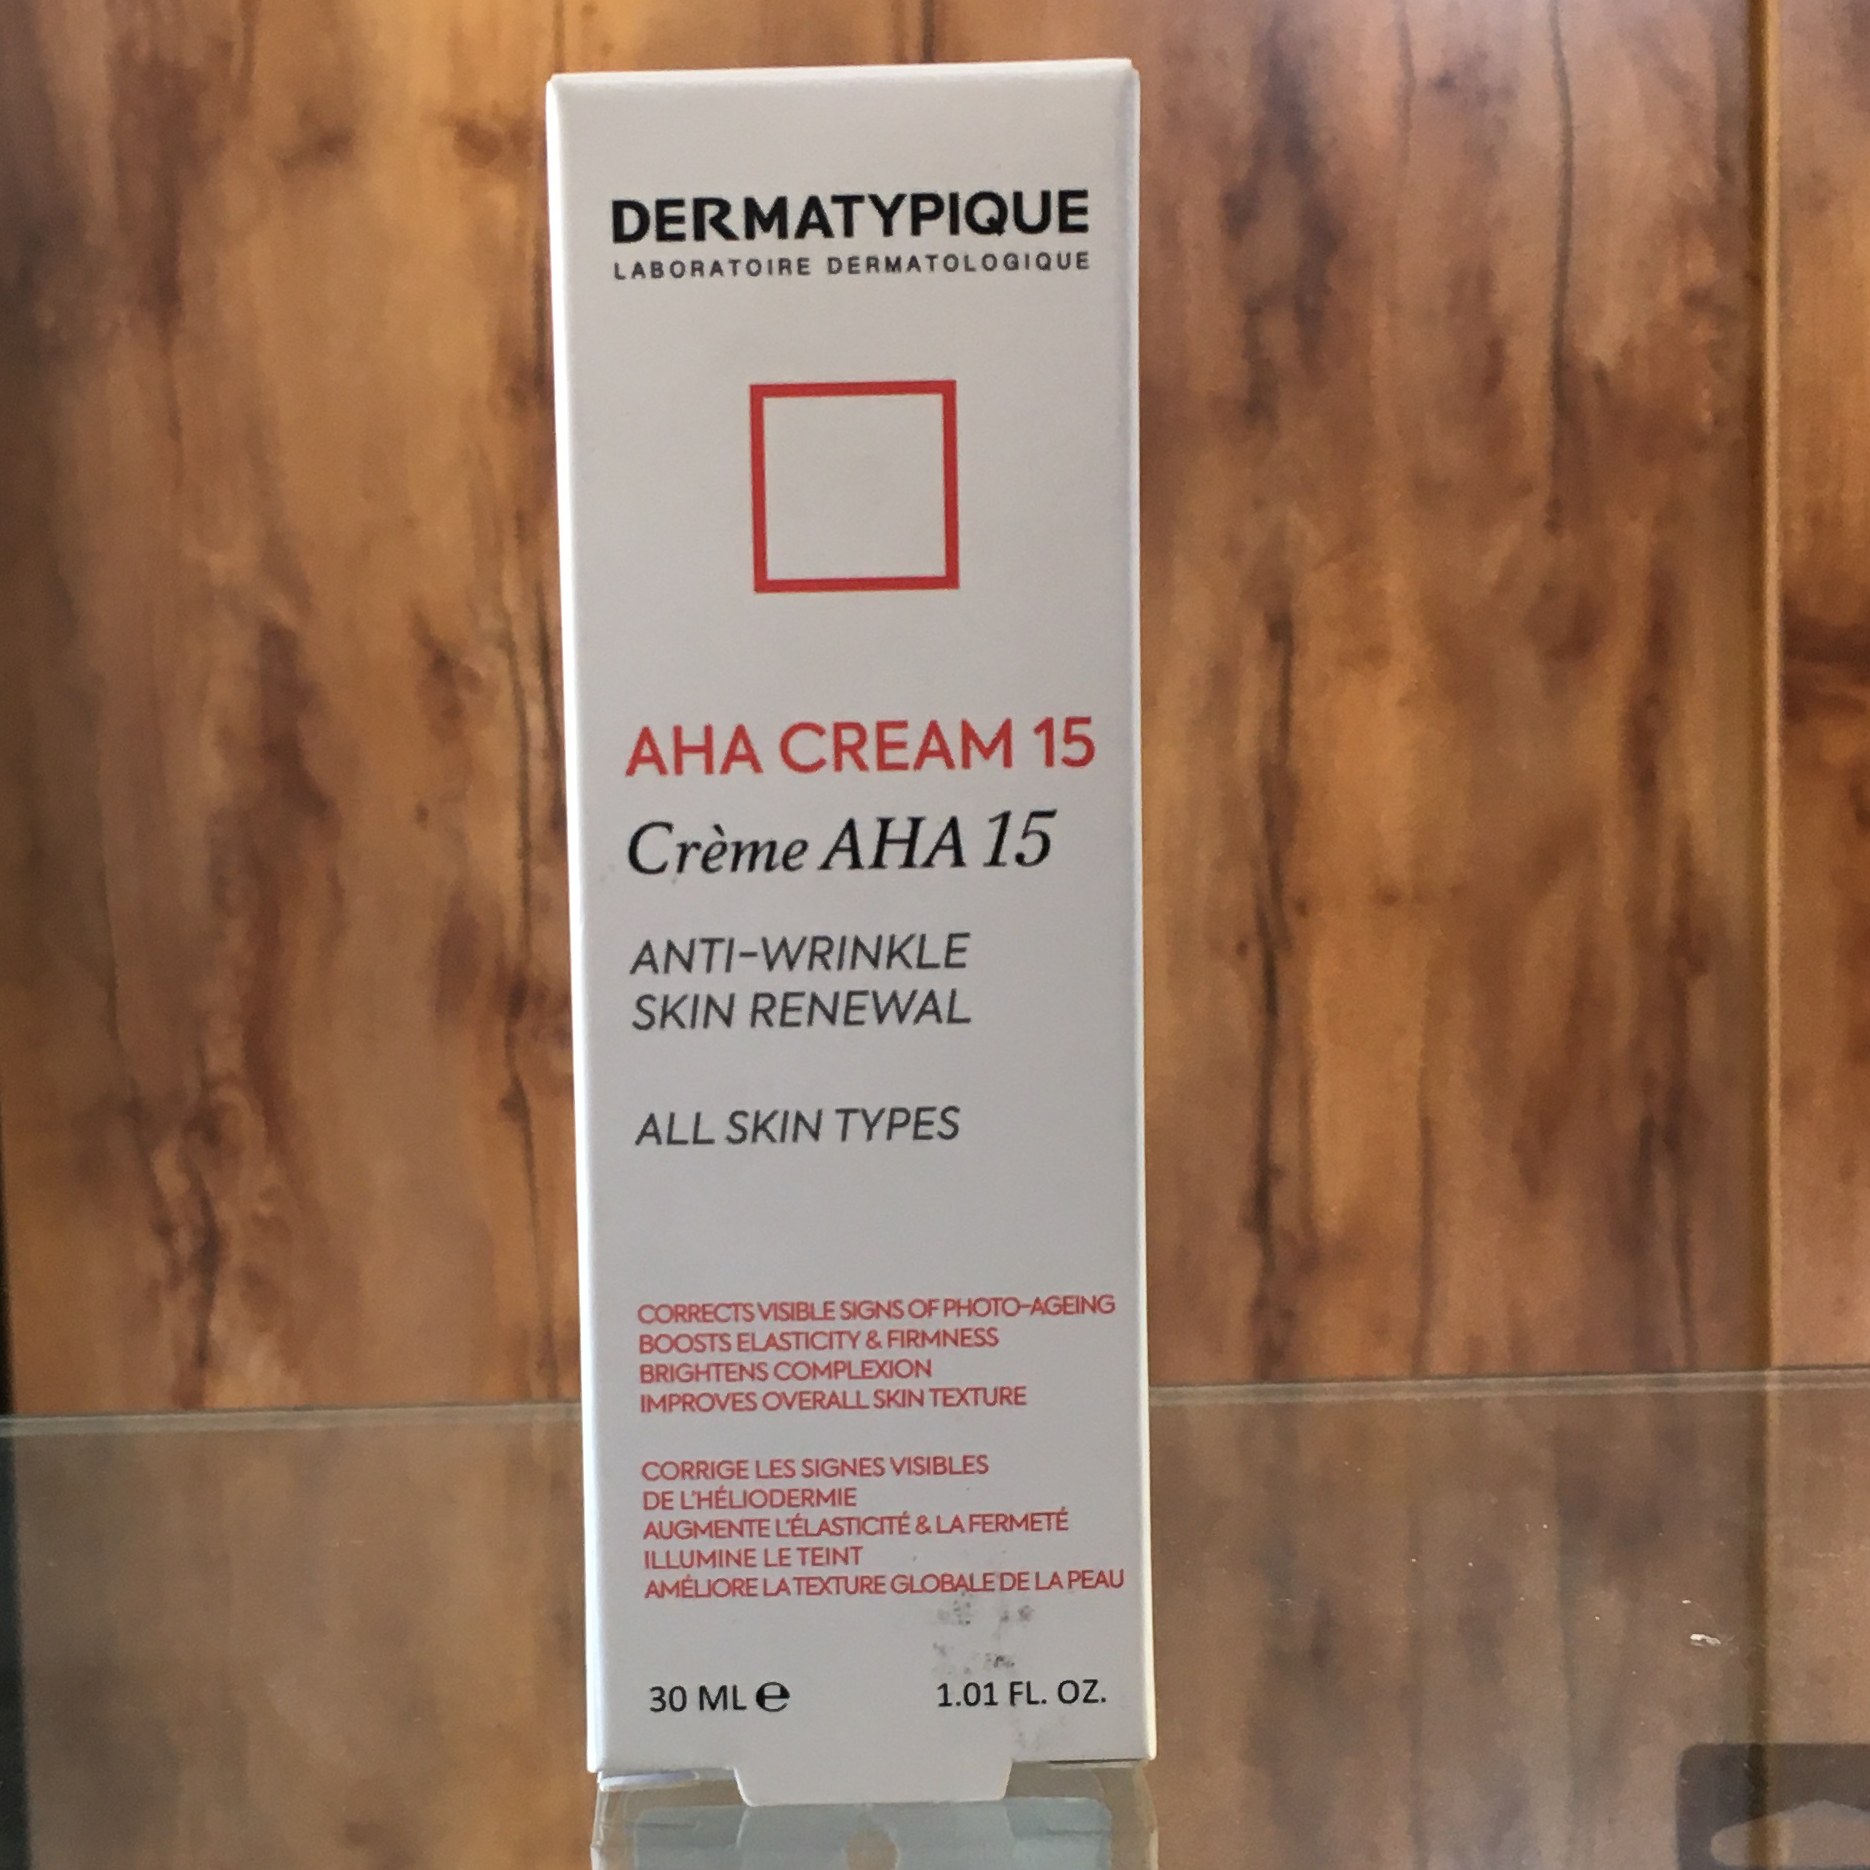 DERMATYPIQUE
LABORATOIRE DERMATOLOGIQUE
AHA CREAM 15
Crème AHA 15
ANTI-WRINKLE
SKIN RENEWAL
ALL SKIN TYPES
CORRECTS VISIBLE SIGNS OF PHOTO-AGEING
BOOSTS ELASTICITY & FIRMNESS
BRIGHTENS COMPLEXION
IMPROVES OVERALL SKIN TEXTURE
CORRIGE LES SIGNES VISIBLES
DE L'HÉLIODERMIE
AUGMENTE L'ÉLASTICITÉ & LA FERMETÉ
ILLUMINE LE TEINT
AMÉLIORE LA TEXTURE GLOBALE DE LA PEAU
30 ML ℮ 1.01 FL. OZ.